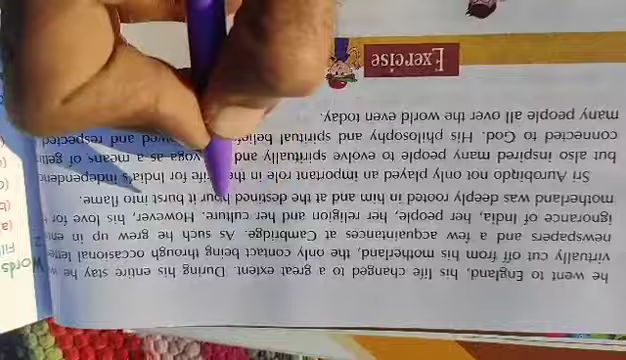 he went to England, his life changed to a great extent. During his entire stay he
virtually cut off from his motherland, the only contact being through occasional
newspapers and a few acquaintances at Cambridge. As such he grew up in
ignorance of India, her people, her religion and her culture. However, his love for
motherland was deeply rooted in him and at the destined hour it burst into flame.
Sri Aurobindo not only played an important role in the life for India's
but also inspired many people to evolve spiritually and yoga as a means of
connected to God. His philosophy and spiritual and respected
many people all over the world even today.
Exercise
Words
Fill
(a)
(b)
(c)